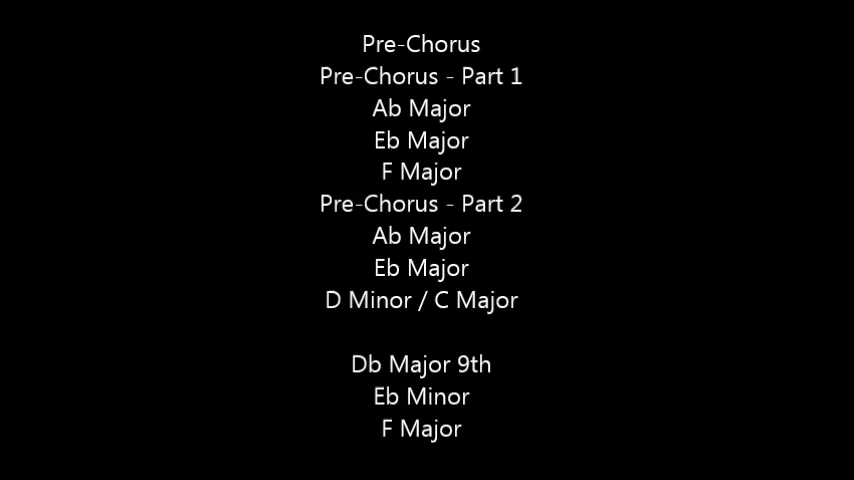 Pre-Chorus
Pre-Chorus - Part 1
Ab Major
Eb Major
F Major
Pre-Chorus - Part 2
Ab Major
Eb Major
D Minor / C Major
Db Major 9th
Eb Minor
F Major